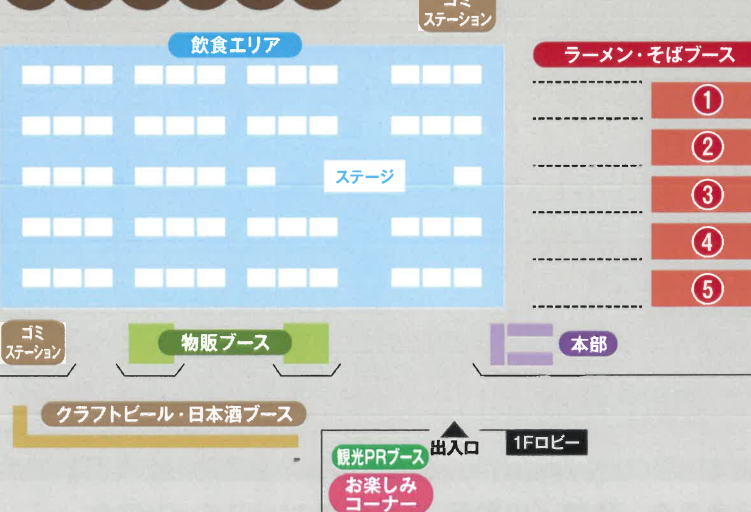 ゴミ
ステーション
飲食エリア
ラーメン・そばブース
①
②
ステージ
③
④
⑤
ゴミ
ステーション
物販ブース
本部
クラフトビール・日本酒ブース
出入口
1Fロビー
観光PRブース
お楽しみ
コーナー